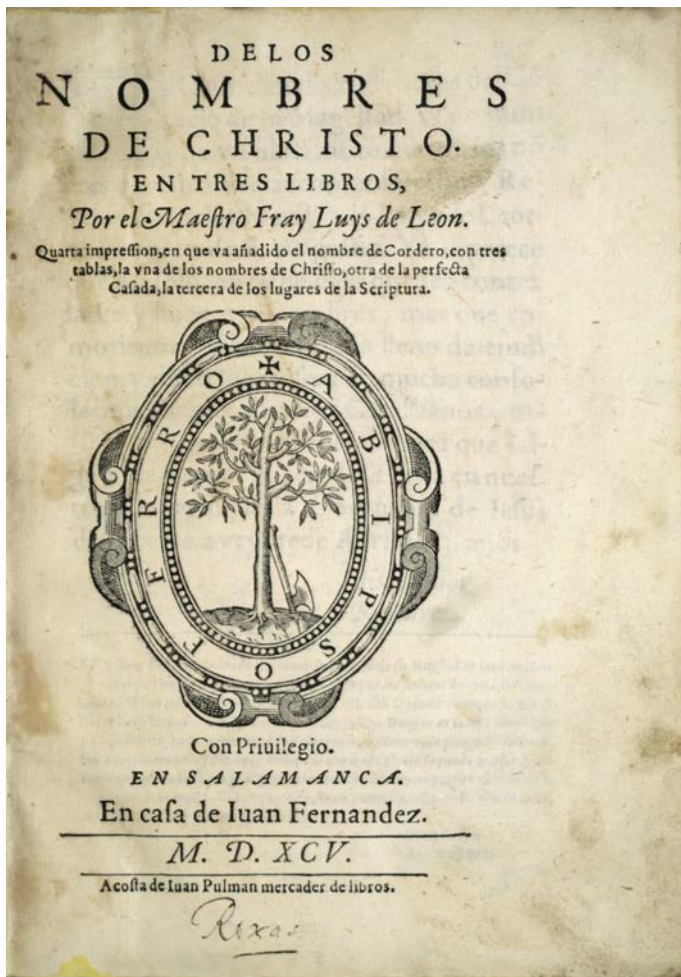 DE LOS
NOMBRES
DE CHRISTO.
EN TRES LIBROS,
Por el Maeſtro Fray Luys de Leon.
Quarta impreſſion, en que va añadido el nombre de Cordero, con tres
tablas, la vna de los nombres de Chriſto, otra de la perfecta
Caſada, la tercera de los lugares de la Scriptura.
✠ AB IPSO FERRO
Con Priuilegio.
EN SALAMANCA.
En caſa de Iuan Fernandez.
M. D. XCV.
Acoſta de Iuan Pulman mercader de libros.